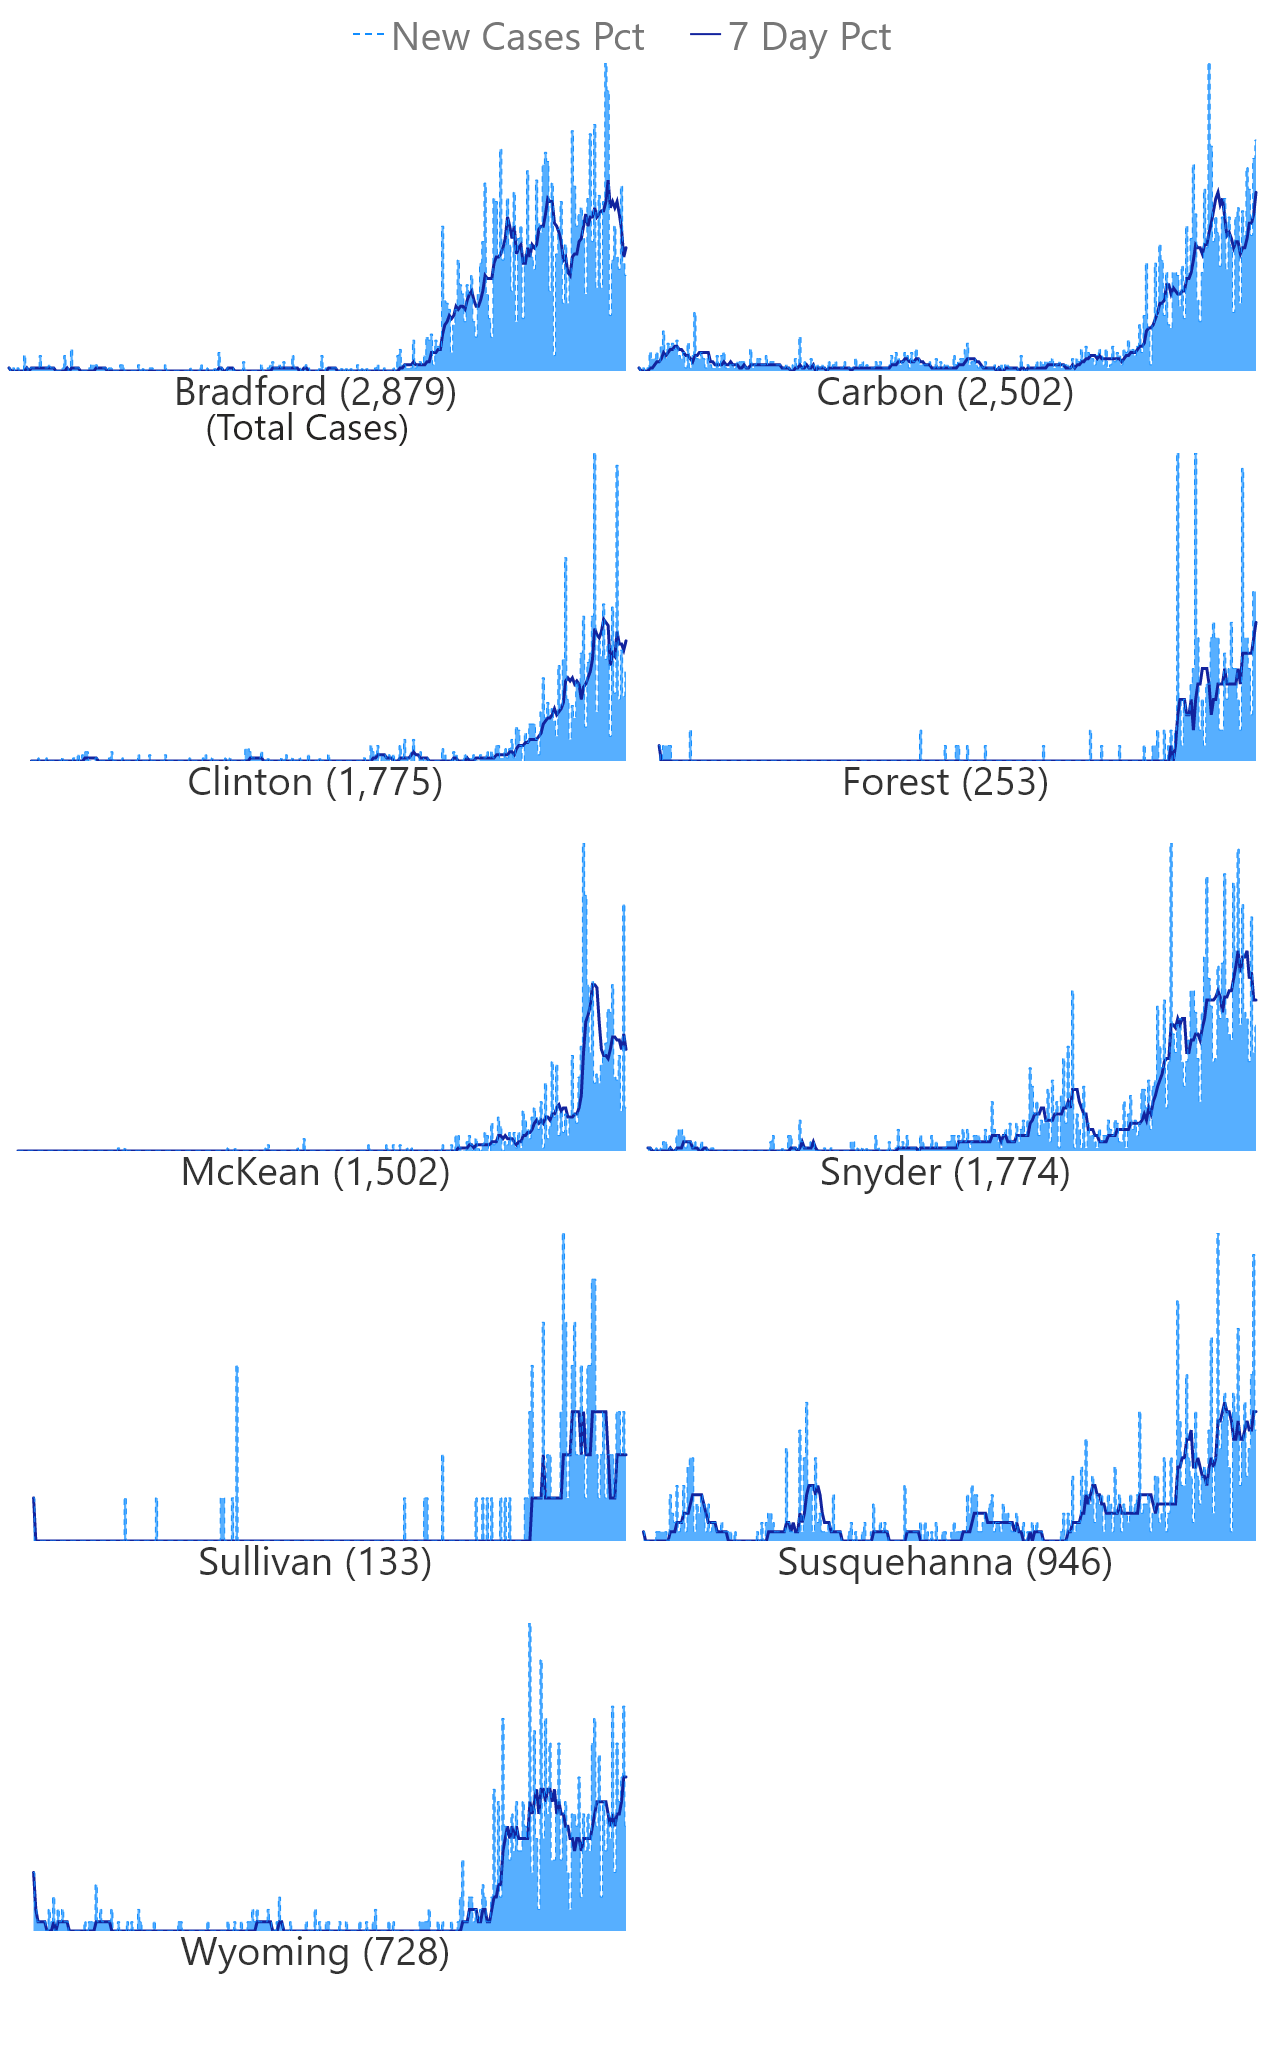 New Cases Pct 7 Day Pct
Bradford (2,879) Carbon (2,502)
(Total Cases)
Clinton (1,775) Forest (253)
McKean (1,502) Snyder (1,774)
Sullivan (133) Susquehanna (946)
Wyoming (728)